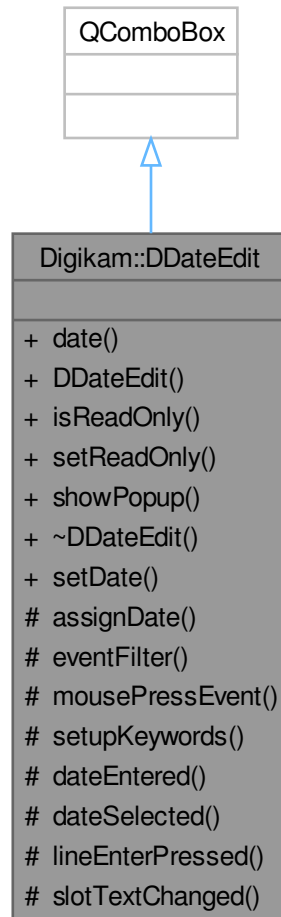 QComboBox
Digikam::DDateEdit
+ date()
+ DDateEdit()
+ isReadOnly()
+ setReadOnly()
+ showPopup()
+ ~DDateEdit()
+ setDate()
# assignDate()
# eventFilter()
# mousePressEvent()
# setupKeywords()
# dateEntered()
# dateSelected()
# lineEnterPressed()
# slotTextChanged()